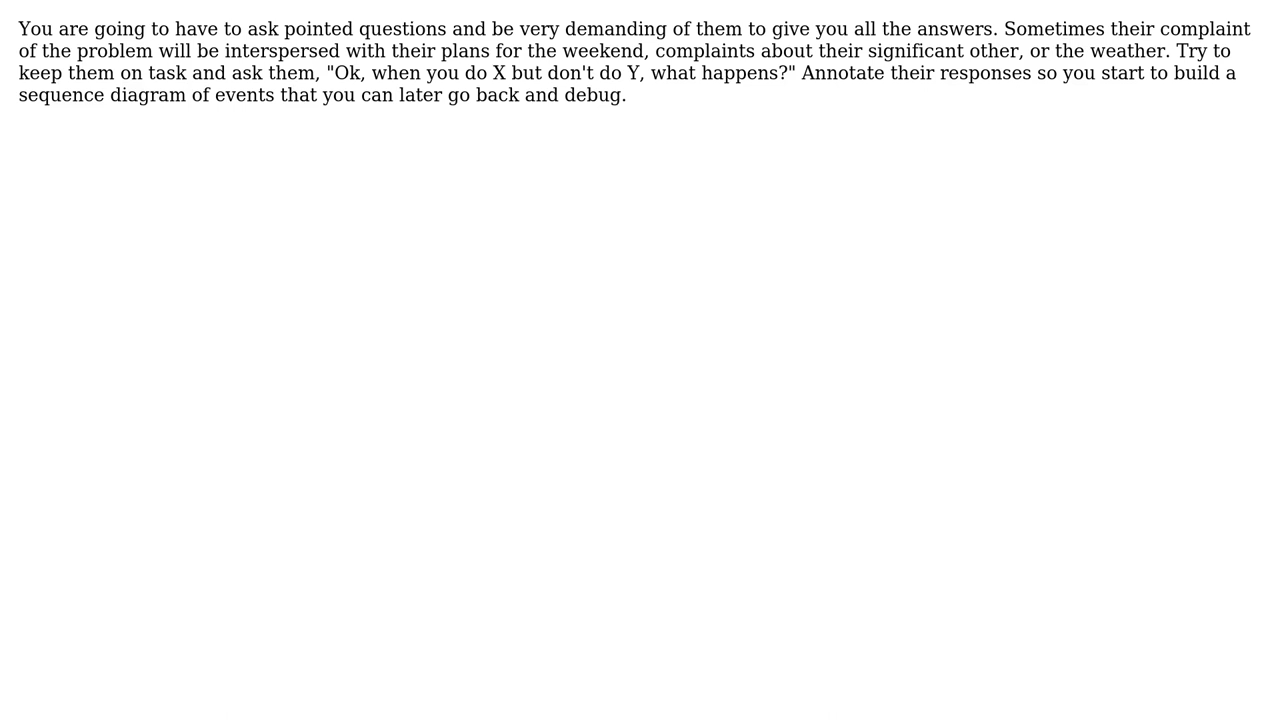 You are going to have to ask pointed questions and be very demanding of them to give you all the answers. Sometimes their complaint
of the problem will be interspersed with their plans for the weekend, complaints about their significant other, or the weather. Try to
keep them on task and ask them, "Ok, when you do X but don't do Y, what happens?" Annotate their responses so you start to build a
sequence diagram of events that you can later go back and debug.